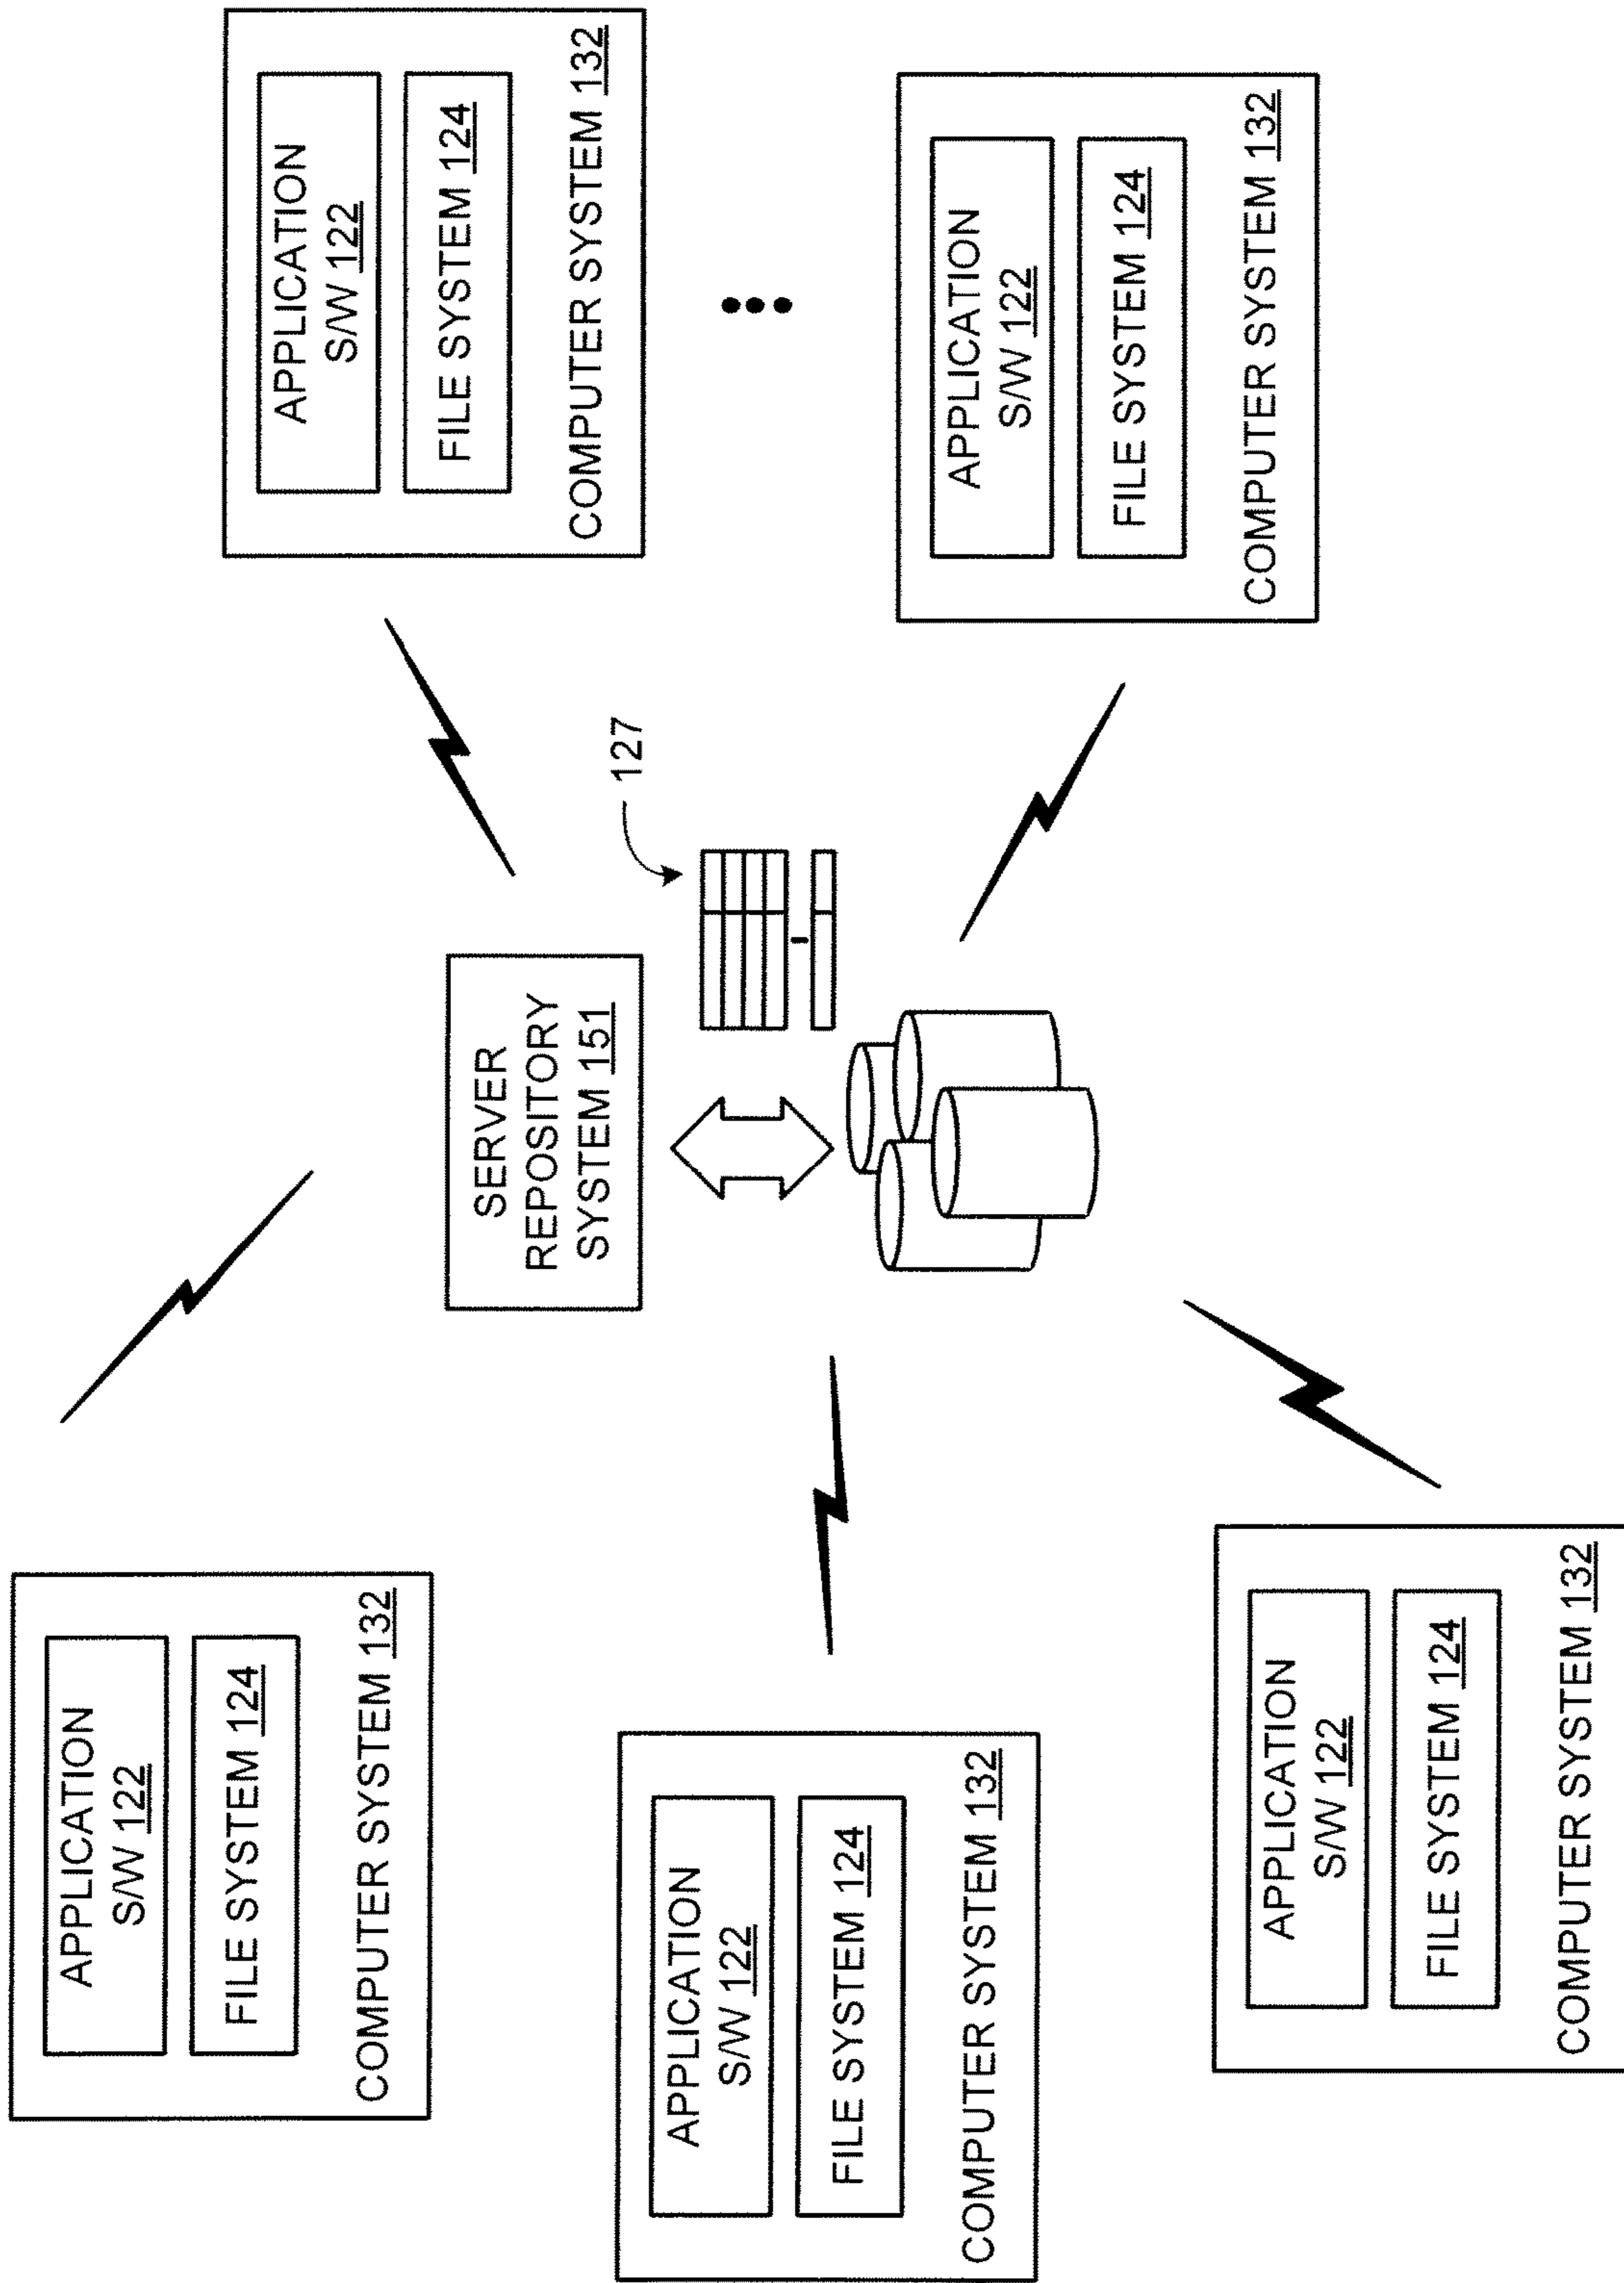 APPLICATION
S/W 122
FILE SYSTEM 124
COMPUTER SYSTEM 132
APPLICATION
S/W 122
FILE SYSTEM 124
COMPUTER SYSTEM 132
SERVER
REPOSITORY
SYSTEM 151
127
APPLICATION
S/W 122
FILE SYSTEM 124
COMPUTER SYSTEM 132
APPLICATION
S/W 122
FILE SYSTEM 124
COMPUTER SYSTEM 132
APPLICATION
S/W 122
FILE SYSTEM 124
COMPUTER SYSTEM 132